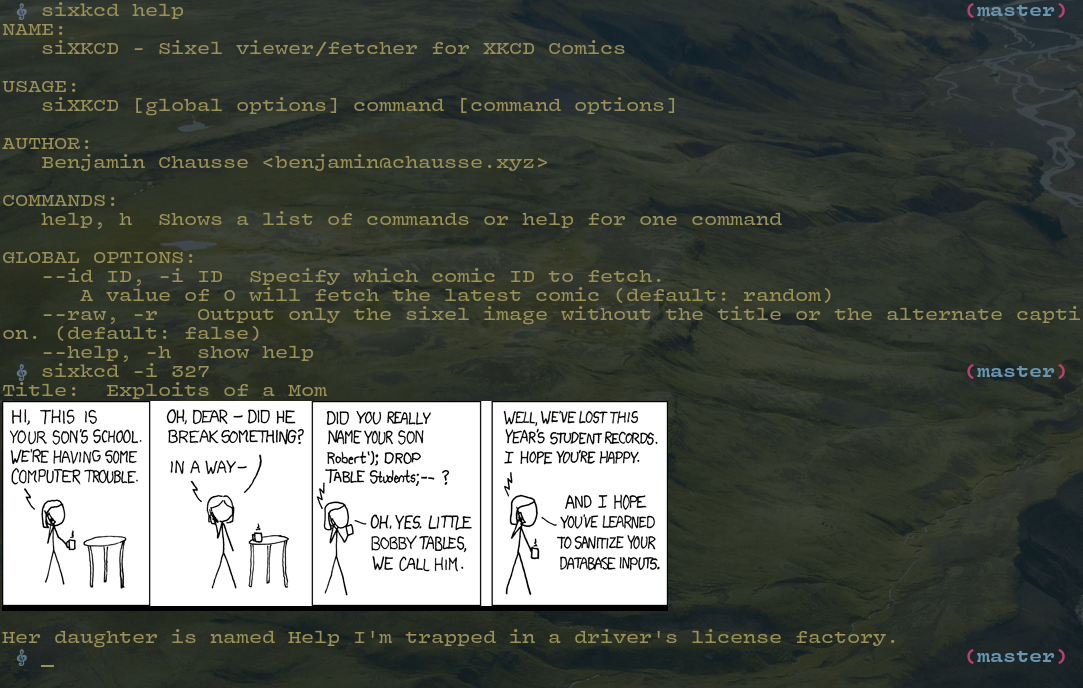 sixkcd help (master)
NAME:
siXKCD - Sixel viewer/fetcher for XKCD Comics
USAGE:
siXKCD [global options] command [command options]
AUTHOR:
Benjamin Chausse <benjamin@chausse.xyz>
COMMANDS:
help, h  Shows a list of commands or help for one command
GLOBAL OPTIONS:
--id ID, -i ID  Specify which comic ID to fetch.
A value of 0 will fetch the latest comic (default: random)
--raw, -r   Output only the sixel image without the title or the alternate capti
on. (default: false)
--help, -h  show help
sixkcd -i 327 (master)
Title:  Exploits of a Mom
HI, THIS IS
YOUR SON'S SCHOOL.
WE'RE HAVING SOME
COMPUTER TROUBLE.
OH, DEAR – DID HE
BREAK SOMETHING?
IN A WAY–
DID YOU REALLY
NAME YOUR SON
Robert'); DROP
TABLE Students;-- ?
OH, YES. LITTLE
BOBBY TABLES,
WE CALL HIM.
WELL, WE'VE LOST THIS
YEAR'S STUDENT RECORDS.
I HOPE YOU'RE HAPPY.
AND I HOPE
YOU'VE LEARNED
TO SANITIZE YOUR
DATABASE INPUTS.
Her daughter is named Help I'm trapped in a driver's license factory.
_ (master)